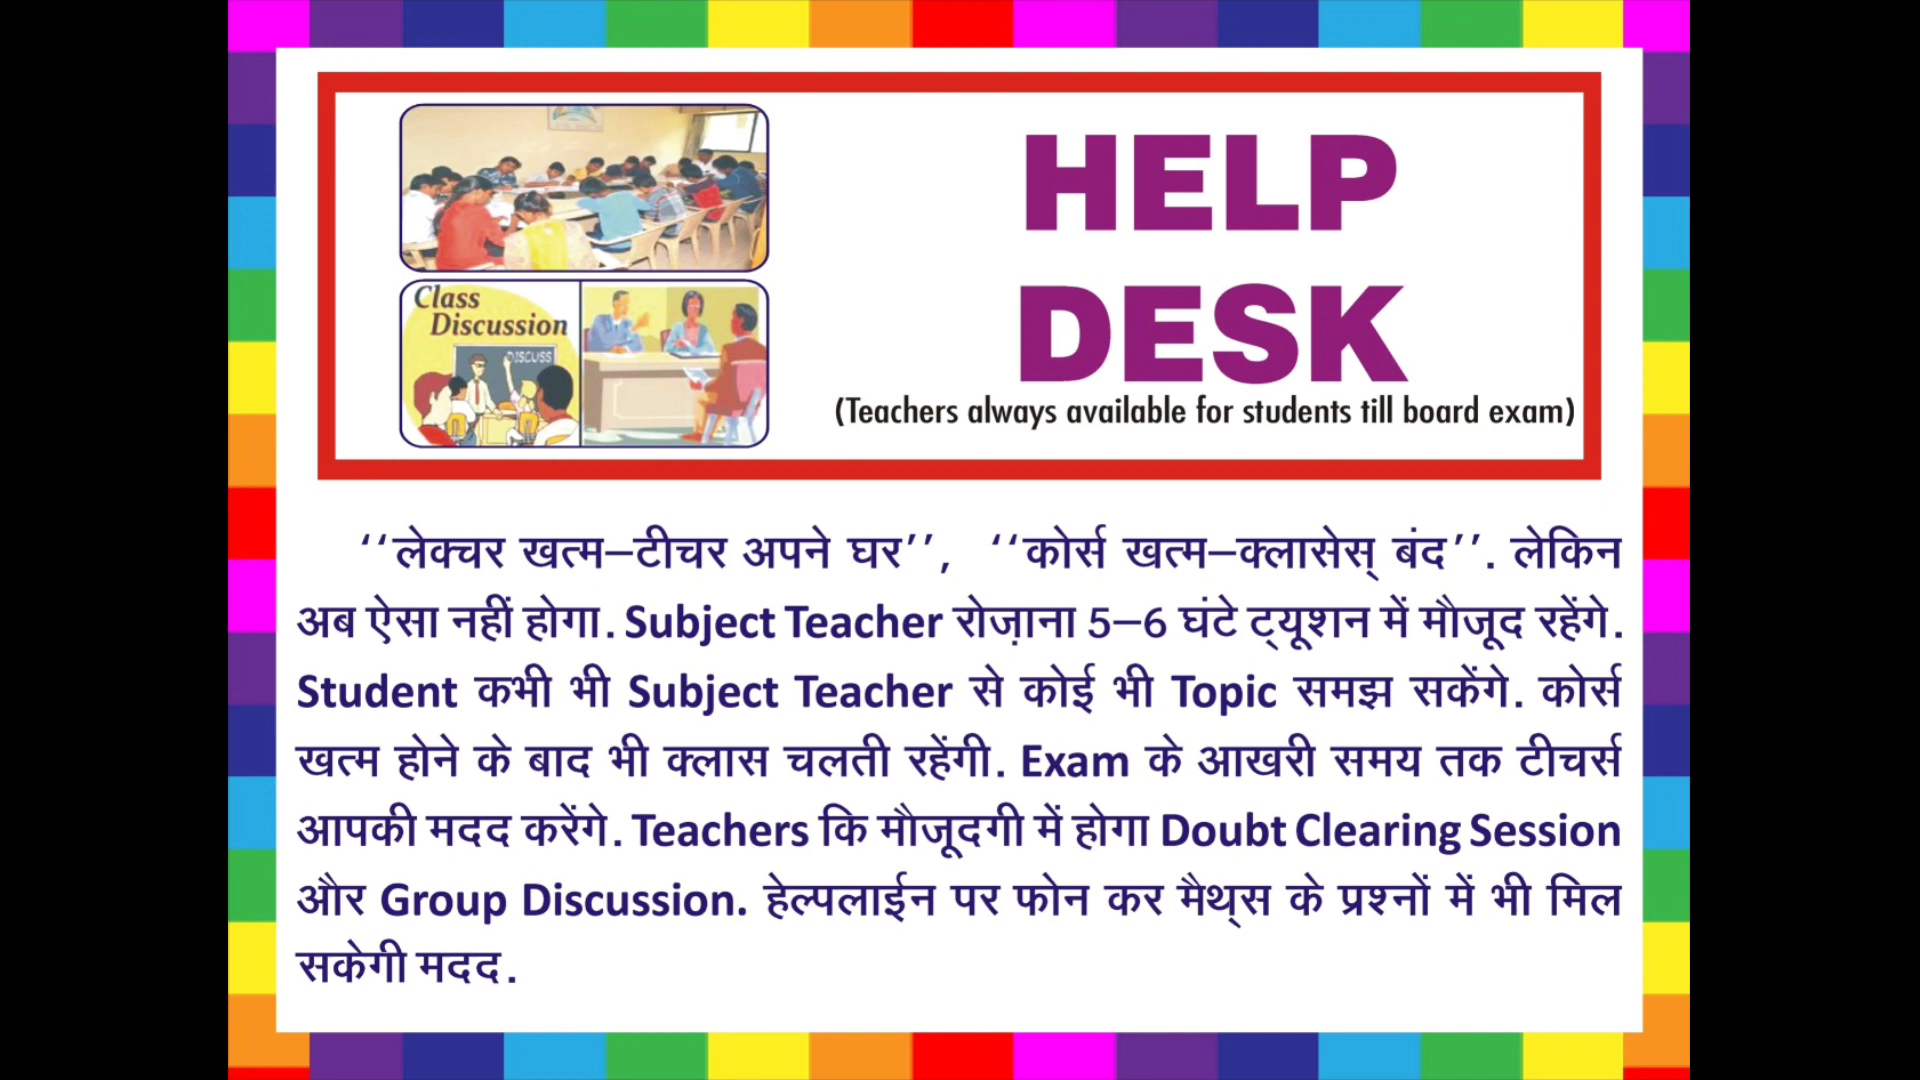 Class
Discussion
DISCUSS
HELP
DESK
(Teachers always available for students till board exam)
‘‘लेक्चर खत्म–टीचर अपने घर’’, ‘‘कोर्स खत्म–क्लासेस् बंद’’. लेकिन
अब ऐसा नहीं होगा. Subject Teacher रोज़ाना 5–6 घंटे ट्यूशन में मौजूद रहेंगे.
Student कभी भी Subject Teacher से कोई भी Topic समझ सकेंगे. कोर्स
खत्म होने के बाद भी क्लास चलती रहेंगी. Exam के आखरी समय तक टीचर्स
आपकी मदद करेंगे. Teachers कि मौजूदगी में होगा Doubt Clearing Session
और Group Discussion. हेल्पलाईन पर फोन कर मैथ्स के प्रश्नों में भी मिल
सकेगी मदद.